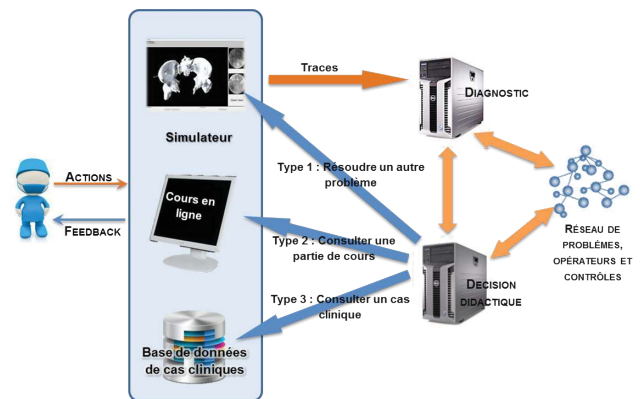 Traces
DIAGNOSTIC
Simulateur
Type 1 : Résoudre un autre
problème
ACTIONS
Cours en
ligne
FEEDBACK
Type 2 : Consulter une
partie de cours
RÉSEAU DE
PROBLÈMES,
OPÉRATEURS ET
CONTRÔLES
DECISION
DIDACTIQUE
Type 3 : Consulter un cas
clinique
Base de données
de cas cliniques